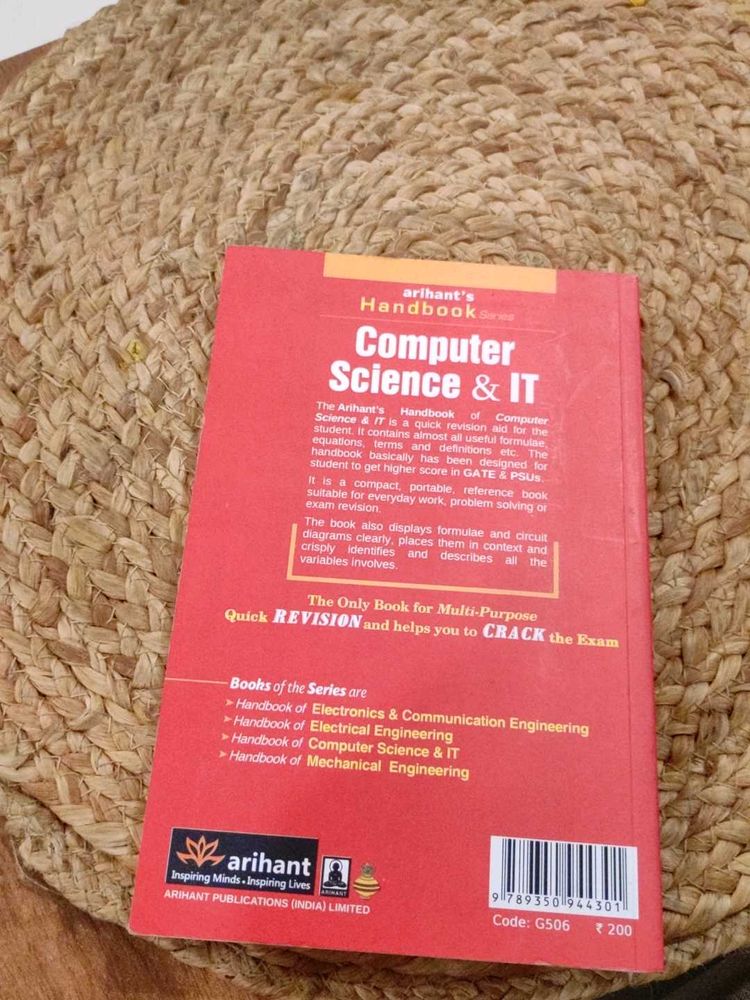 arihant's
Handbook Series
Computer
Science & IT
The Arihant's Handbook of Computer
Science & IT is a quick revision aid for the
student. It contains almost all useful formulae,
equations, terms and definitions etc. The
handbook basically has been designed for
student to get higher score in GATE & PSUs.
It is a compact, portable, reference book
suitable for everyday work, problem solving or
exam revision.
The book also displays formulae and circuit
diagrams clearly, places them in context and
crisply identifies and describes all the
variables involves.
The Only Book for Multi-Purpose
Quick REVISION and helps you to CRACK the Exam
Books of the Series are
➤ Handbook of Electronics & Communication Engineering
➤ Handbook of Electrical Engineering
➤ Handbook of Computer Science & IT
➤ Handbook of Mechanical Engineering
arihant
Inspiring Minds • Inspiring Lives
ARIHANT
ARIHANT PUBLICATIONS (INDIA) LIMITED
9 789350 944301
Code: G506 ₹ 200